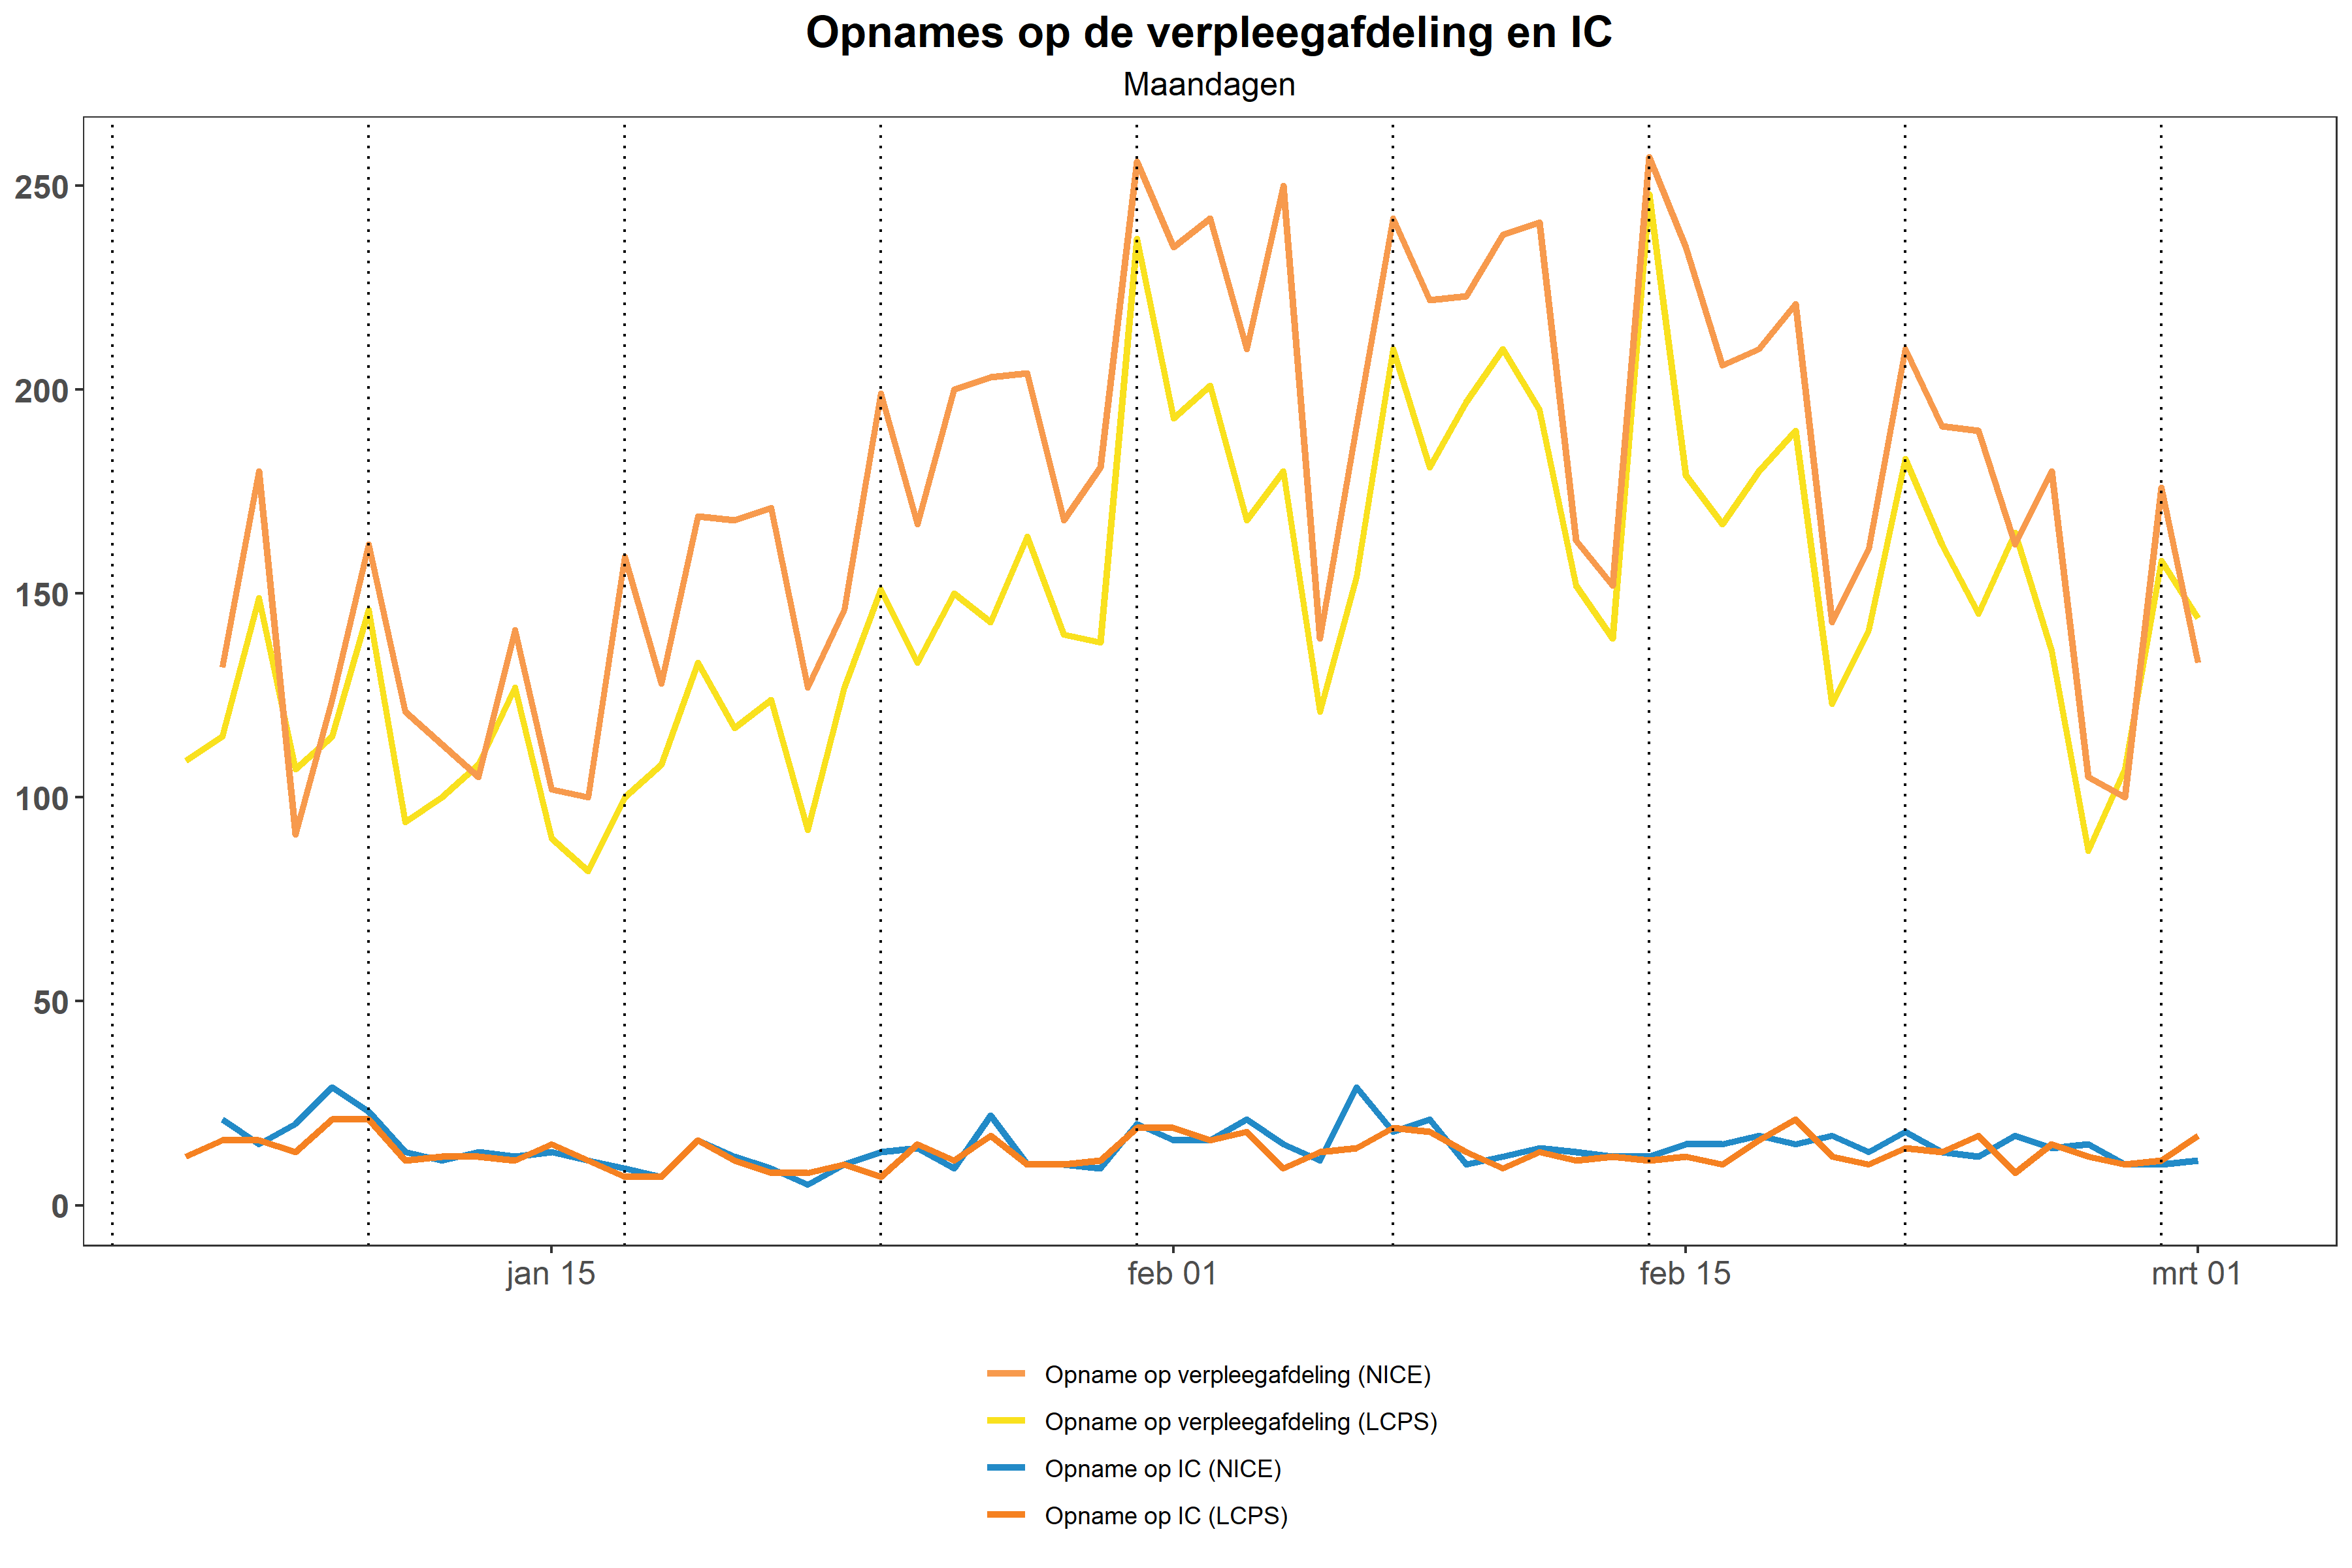 Opnames op de verpleegafdeling en IC
Maandagen
250
200
150
100
50
0
jan 15 feb 01 feb 15 mrt 01
Opname op verpleegafdeling (NICE)
Opname op verpleegafdeling (LCPS)
Opname op IC (NICE)
Opname op IC (LCPS)